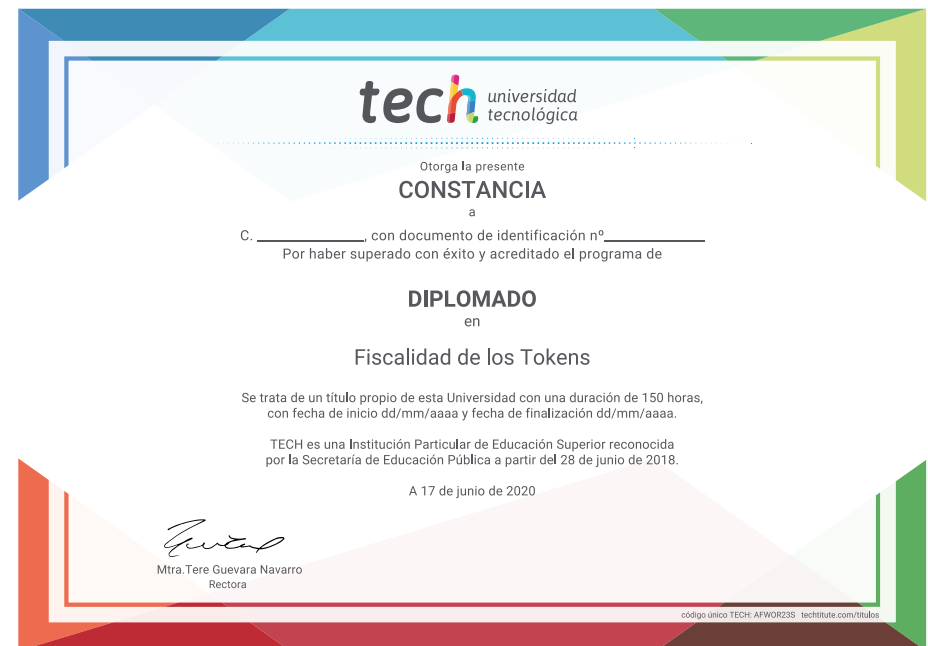 tech universidad
tecnológica
Otorga la presente
CONSTANCIA
a
C. ______________, con documento de identificación nº______________
Por haber superado con éxito y acreditado el programa de
DIPLOMADO
en
Fiscalidad de los Tokens
Se trata de un título propio de esta Universidad con una duración de 150 horas,
con fecha de inicio dd/mm/aaaa y fecha de finalización dd/mm/aaaa.
TECH es una Institución Particular de Educación Superior reconocida
por la Secretaría de Educación Pública a partir del 28 de junio de 2018.
A 17 de junio de 2020
Mtra.Tere Guevara Navarro
Rectora
código único TECH: AFWOR23S techtitute.com/títulos